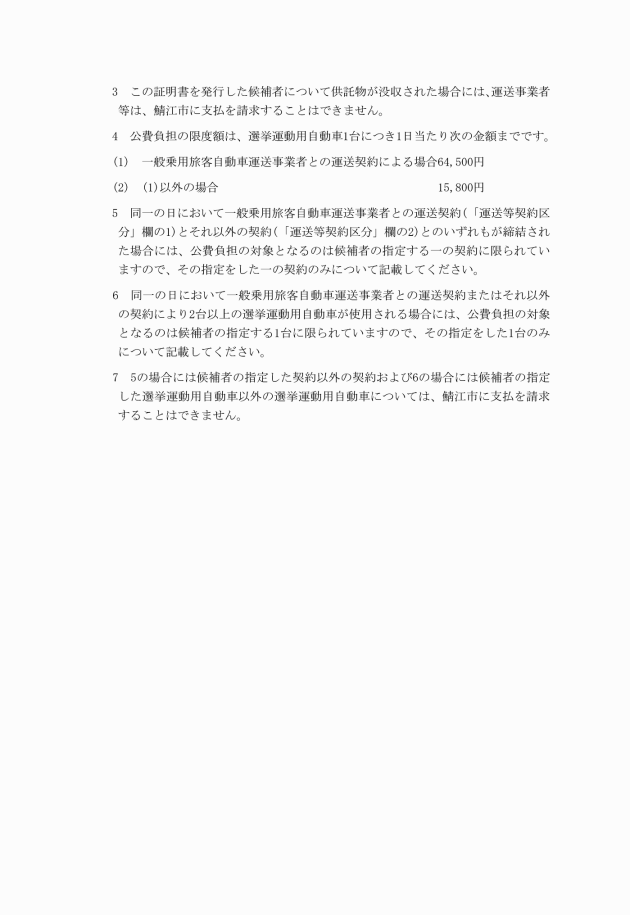 3　この証明書を発行した候補者について供託物が没収された場合には、運送事業者
等は、鯖江市に支払を請求することはできません。
4　公費負担の限度額は、選挙運動用自動車1台につき1日当たり次の金額までです。
(1)　一般乗用旅客自動車運送事業者との運送契約による場合64,500円
(2)　(1)以外の場合　15,800円
5　同一の日において一般乗用旅客自動車運送事業者との運送契約(「運送等契約区
分」欄の1)とそれ以外の契約(「運送等契約区分」欄の2)とのいずれもが締結され
た場合には、公費負担の対象となるのは候補者の指定する一の契約に限られてい
ますので、その指定をした一の契約のみについて記載してください。
6　同一の日において一般乗用旅客自動車運送事業者との運送契約またはそれ以外
の契約により2台以上の選挙運動用自動車が使用される場合には、公費負担の対象
となるのは候補者の指定する1台に限られていますので、その指定をした1台のみ
について記載してください。
7　5の場合には候補者の指定した契約以外の契約および6の場合には候補者の指定
した選挙運動用自動車以外の選挙運動用自動車については、鯖江市に支払を請求
することはできません。